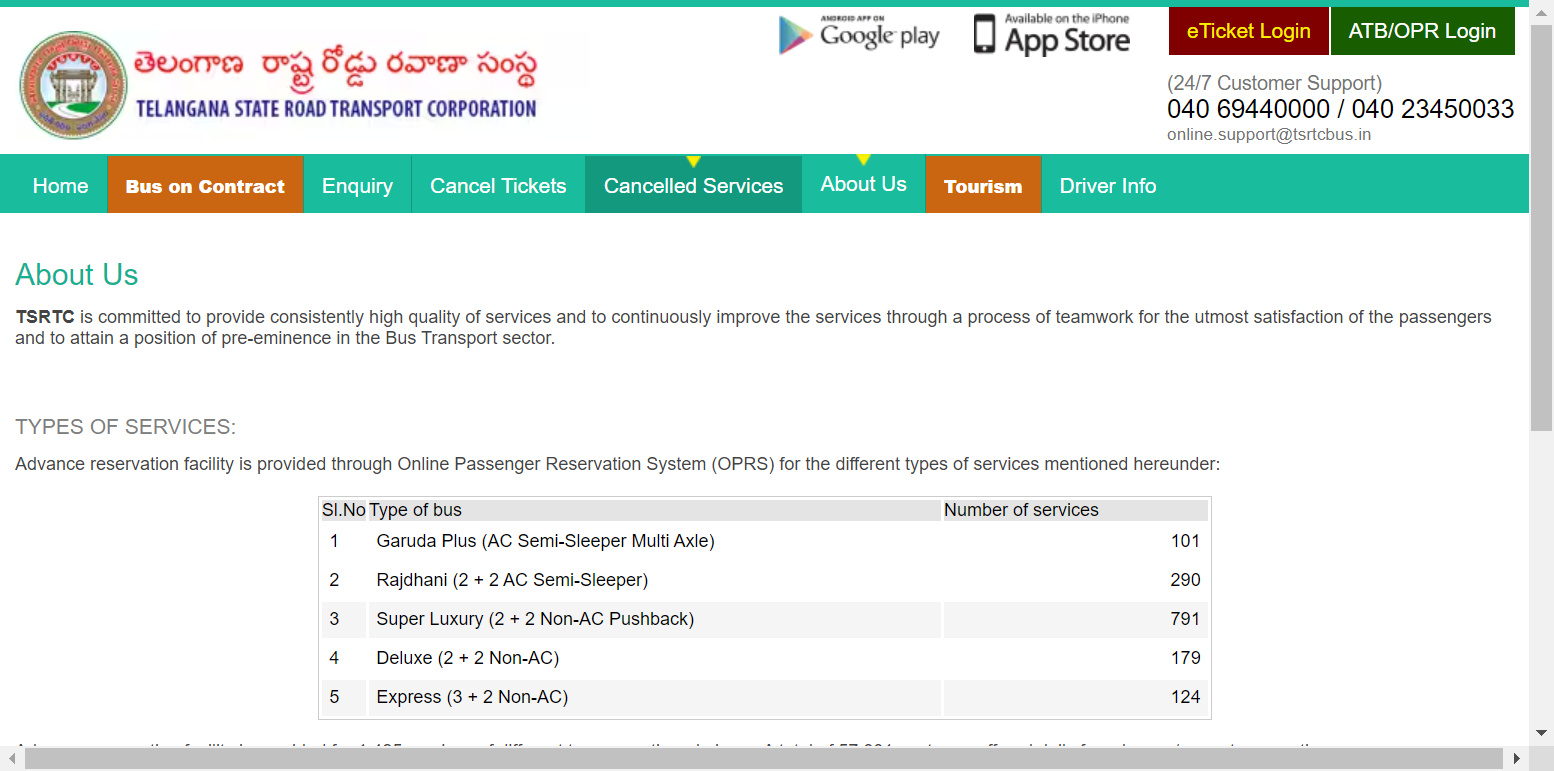 తెలంగాణ రాష్ట్ర రోడ్డు రవాణా సంస్థ
TELANGANA STATE ROAD TRANSPORT CORPORATION
ANDROID APP ON
Google play
Available on the iPhone
App Store
eTicket Login
ATB/OPR Login
(24/7 Customer Support)
040 69440000 / 040 23450033
online.support@tsrtcbus.in
Home
Bus on Contract
Enquiry
Cancel Tickets
Cancelled Services
About Us
Tourism
Driver Info
About Us
TSRTC is committed to provide consistently high quality of services and to continuously improve the services through a process of teamwork for the utmost satisfaction of the passengers
and to attain a position of pre-eminence in the Bus Transport sector.
TYPES OF SERVICES:
Advance reservation facility is provided through Online Passenger Reservation System (OPRS) for the different types of services mentioned hereunder:
Sl.No Type of bus Number of services
1 Garuda Plus (AC Semi-Sleeper Multi Axle) 101
2 Rajdhani (2 + 2 AC Semi-Sleeper) 290
3 Super Luxury (2 + 2 Non-AC Pushback) 791
4 Deluxe (2 + 2 Non-AC) 179
5 Express (3 + 2 Non-AC) 124